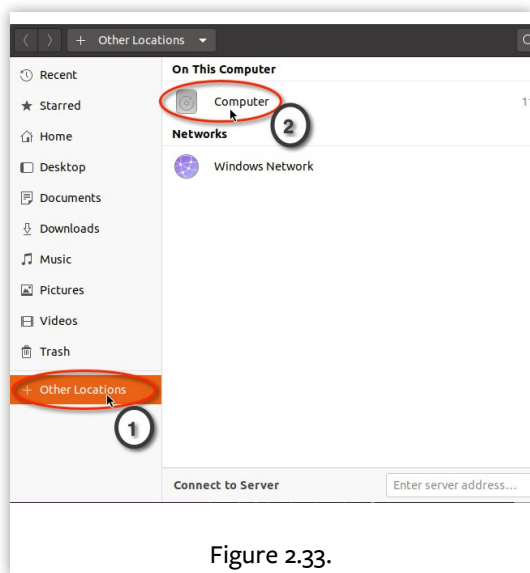 + Other Locations
Recent
Starred
Home
Desktop
Documents
Downloads
Music
Pictures
Videos
Trash
+ Other Locations
1
On This Computer
Computer
2
Networks
Windows Network
Connect to Server
Enter server address...
Figure 2.33.